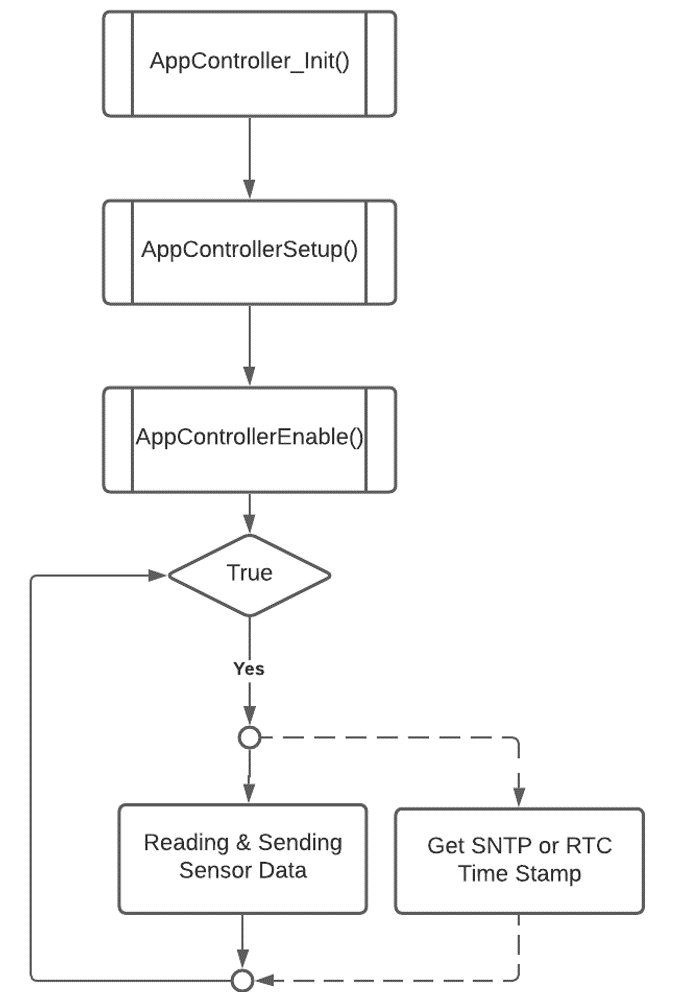 AppController_Init()
AppControllerSetup()
AppControllerEnable()
True
Yes
Reading & Sending
Sensor Data
Get SNTP or RTC
Time Stamp